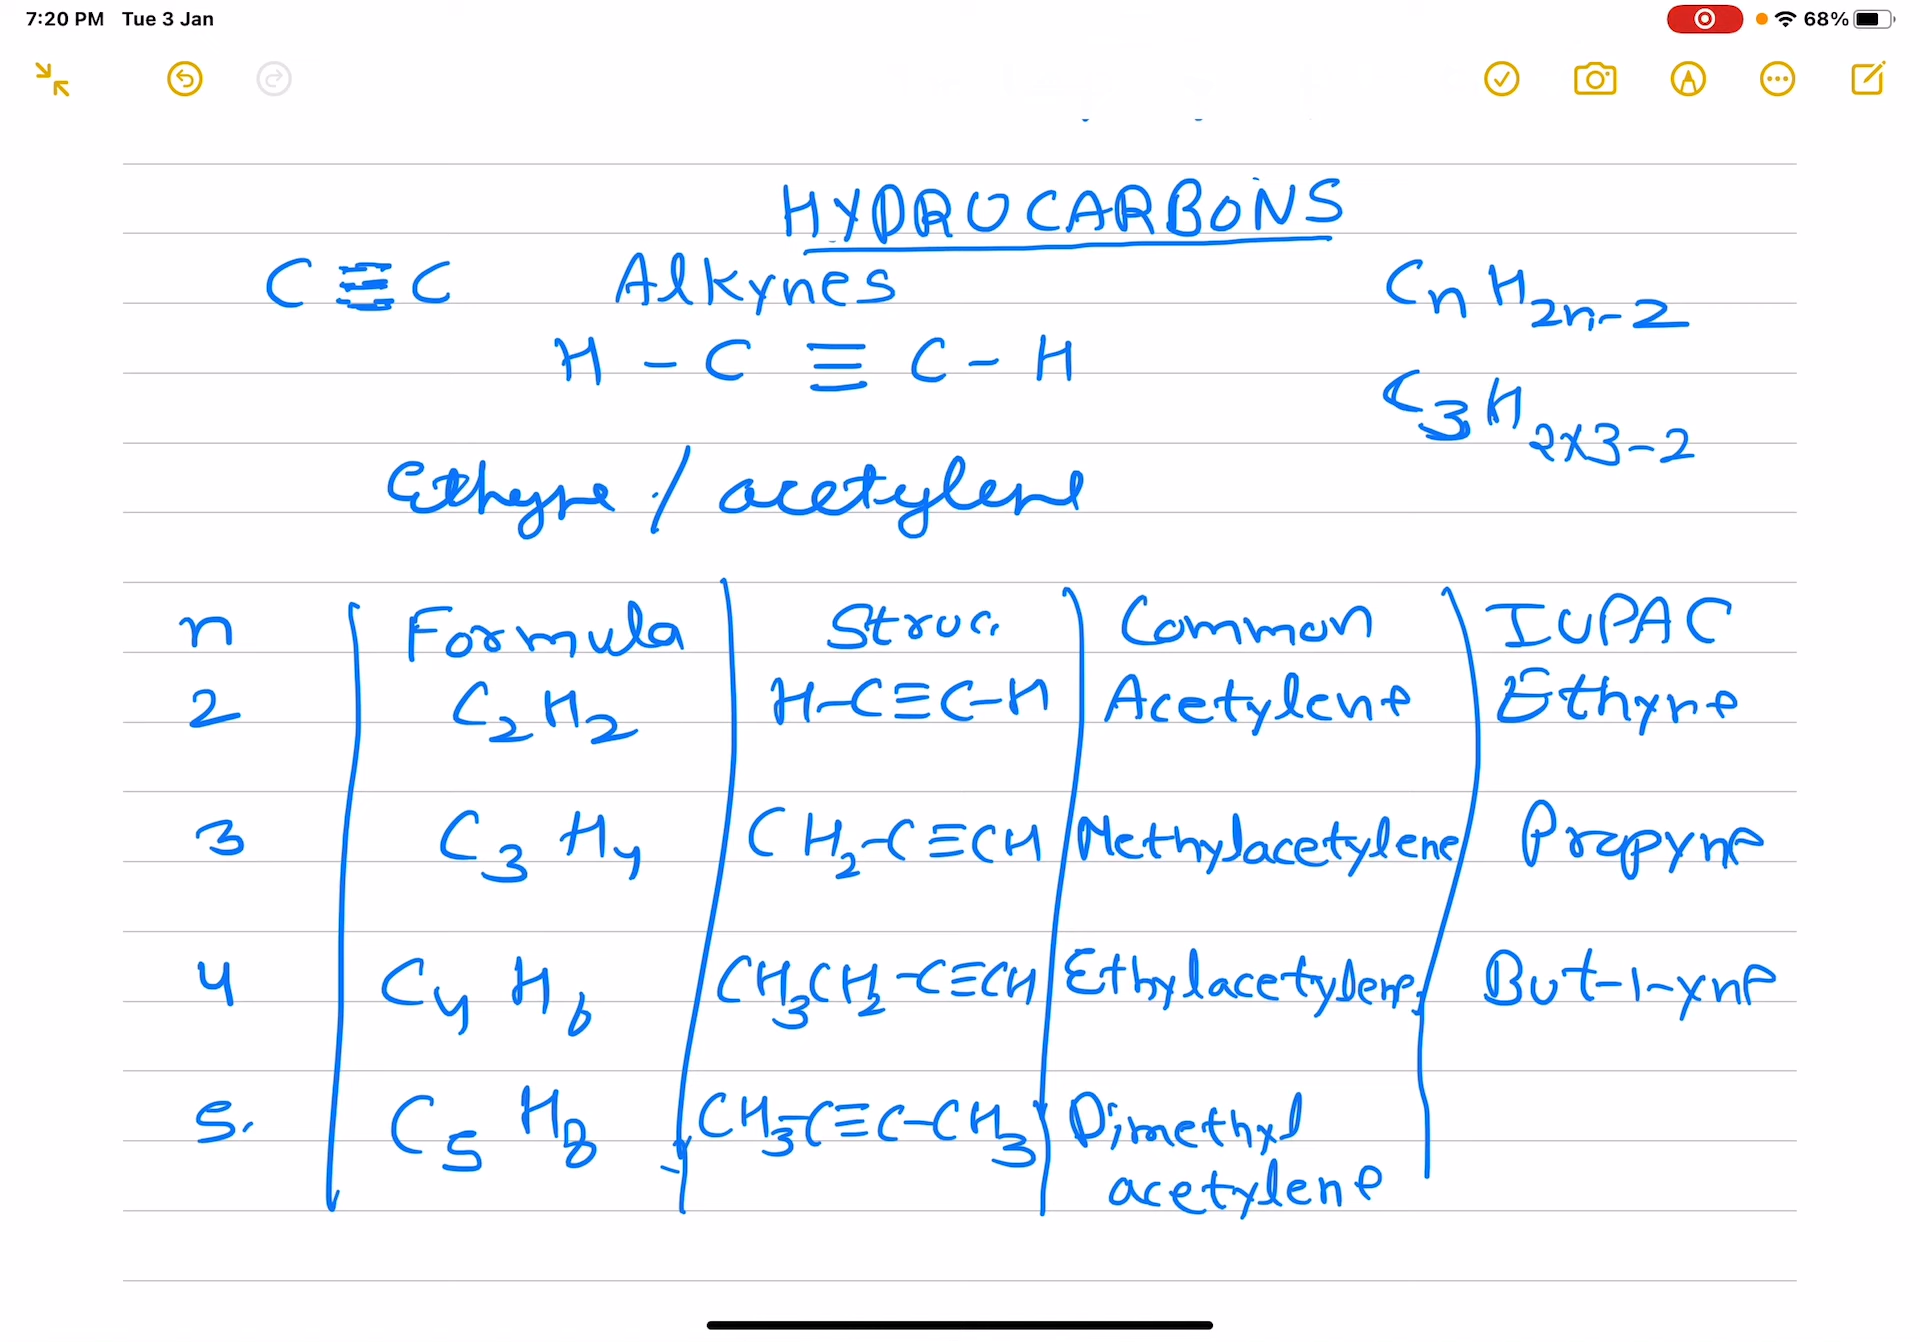 7:20 PM Tue 3 Jan 68%
HYDROCARBONS
C≡C Alkynes CnH2n-2
H-C≡C-H
C3H2x3-2
Ethyne / acetylene
n Formula Struc. Common IUPAC
2 C2H2 H-C≡C-H Acetylene Ethyne
3 C3H4 CH2-C≡CH Methylacetylene Propyne
4 C4H6 CH3CH2-C≡CH Ethylacetylene But-1-yne
5. C5H8 CH3-C≡C-CH3 Dimethyl
acetylene